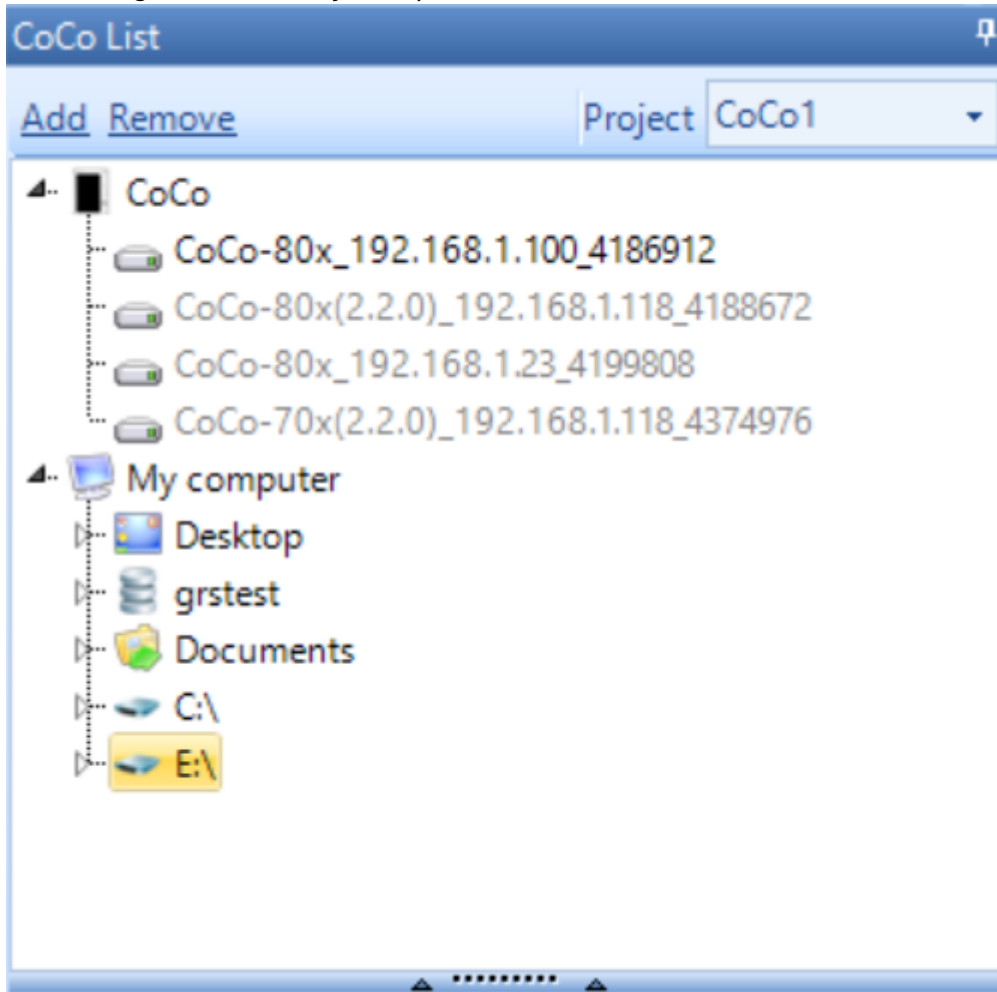 CoCo List
Add Remove Project CoCo1
CoCo
CoCo-80x_192.168.1.100_4186912
CoCo-80x(2.2.0)_192.168.1.118_4188672
CoCo-80x_192.168.1.23_4199808
CoCo-70x(2.2.0)_192.168.1.118_4374976
My computer
Desktop
grstest
Documents
C:\
E:\